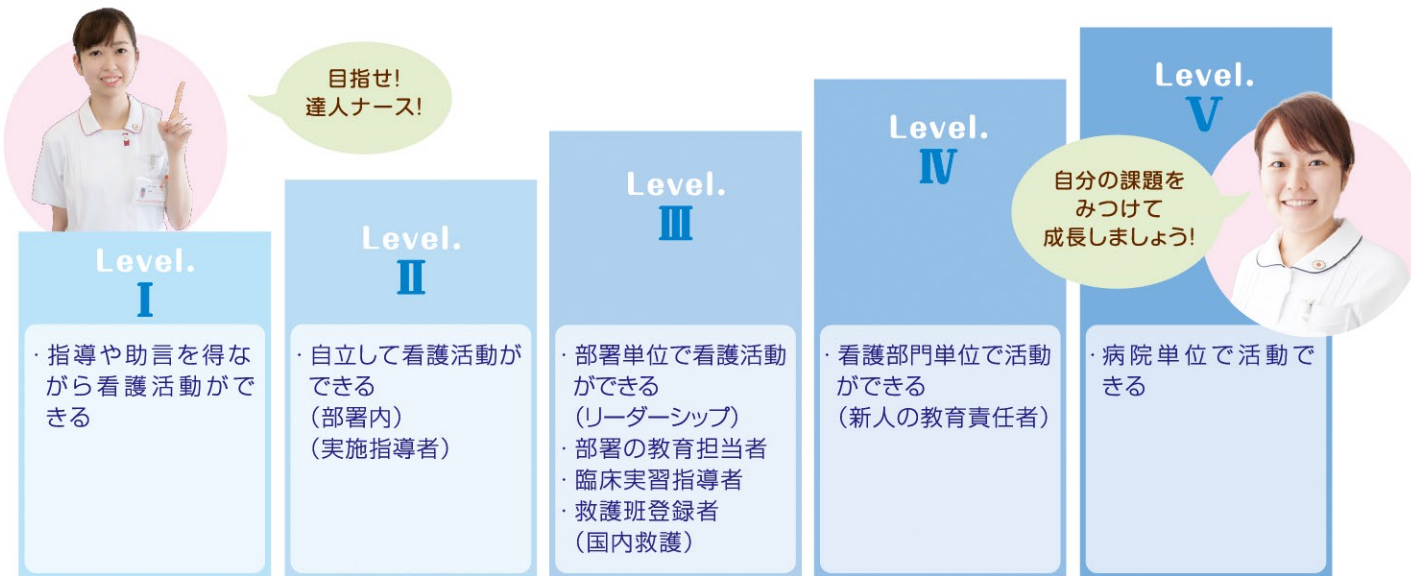 目指せ!
達人ナース!
Level.
I
・指導や助言を得な
がら看護活動がで
きる
Level.
II
・自立して看護活動が
できる
（部署内）
（実施指導者）
Level.
III
・部署単位で看護活動
ができる
（リーダーシップ）
・部署の教育担当者
・臨床実習指導者
・救護班登録者
（国内救護）
Level.
IV
・看護部門単位で活動
ができる
（新人の教育責任者）
Level.
V
自分の課題を
みつけて
成長しましょう!
・病院単位で活動で
きる